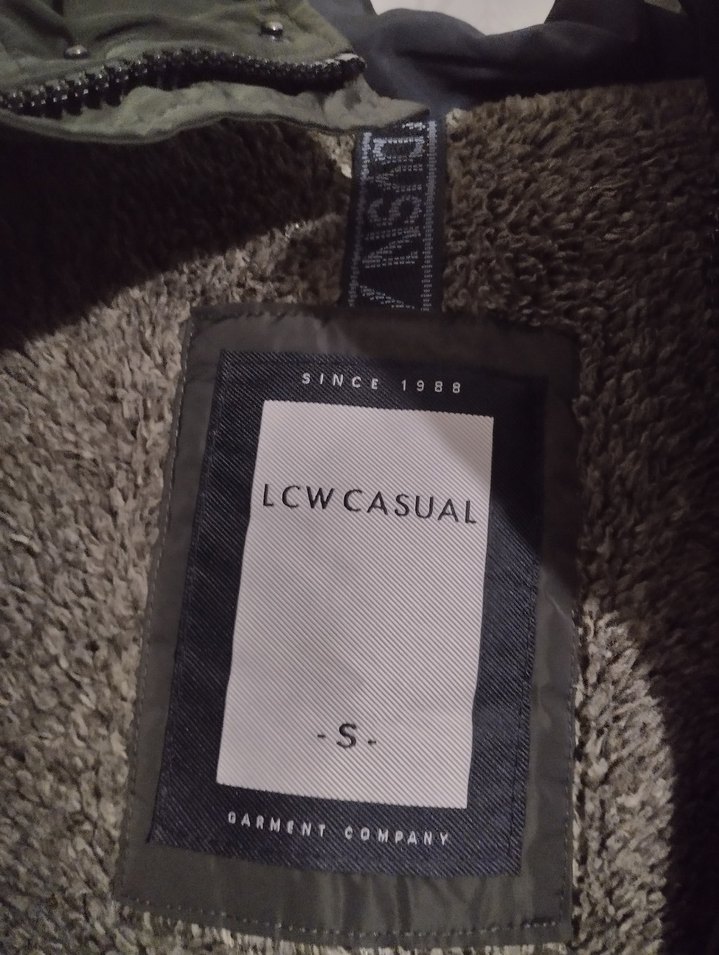 SINCE 1988
LCW CASUAL
- S -
GARMENT COMPANY